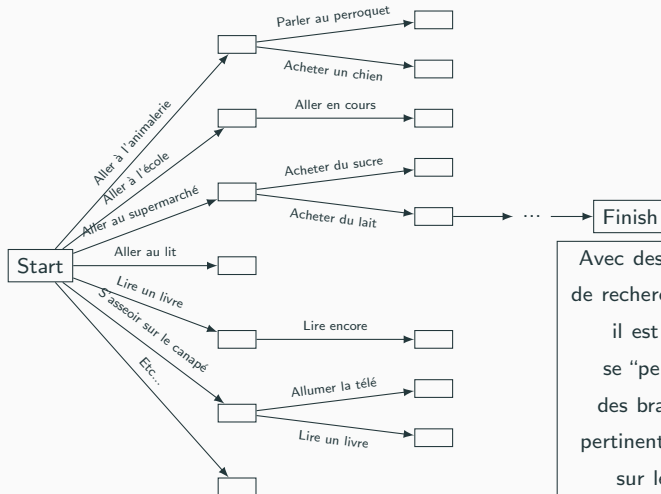 Parler au perroquet
Acheter un chien
Aller à l'animalerie
Aller en cours
Aller à l'école
Acheter du sucre
Aller au supermarché
Acheter du lait
...
Finish
Start
Aller au lit
Lire un livre
Lire encore
S'asseoir sur le canapé
Allumer la télé
Lire un livre
Etc...
Avec des
de recherc
il est
se “pe
des bra
pertinent
sur le